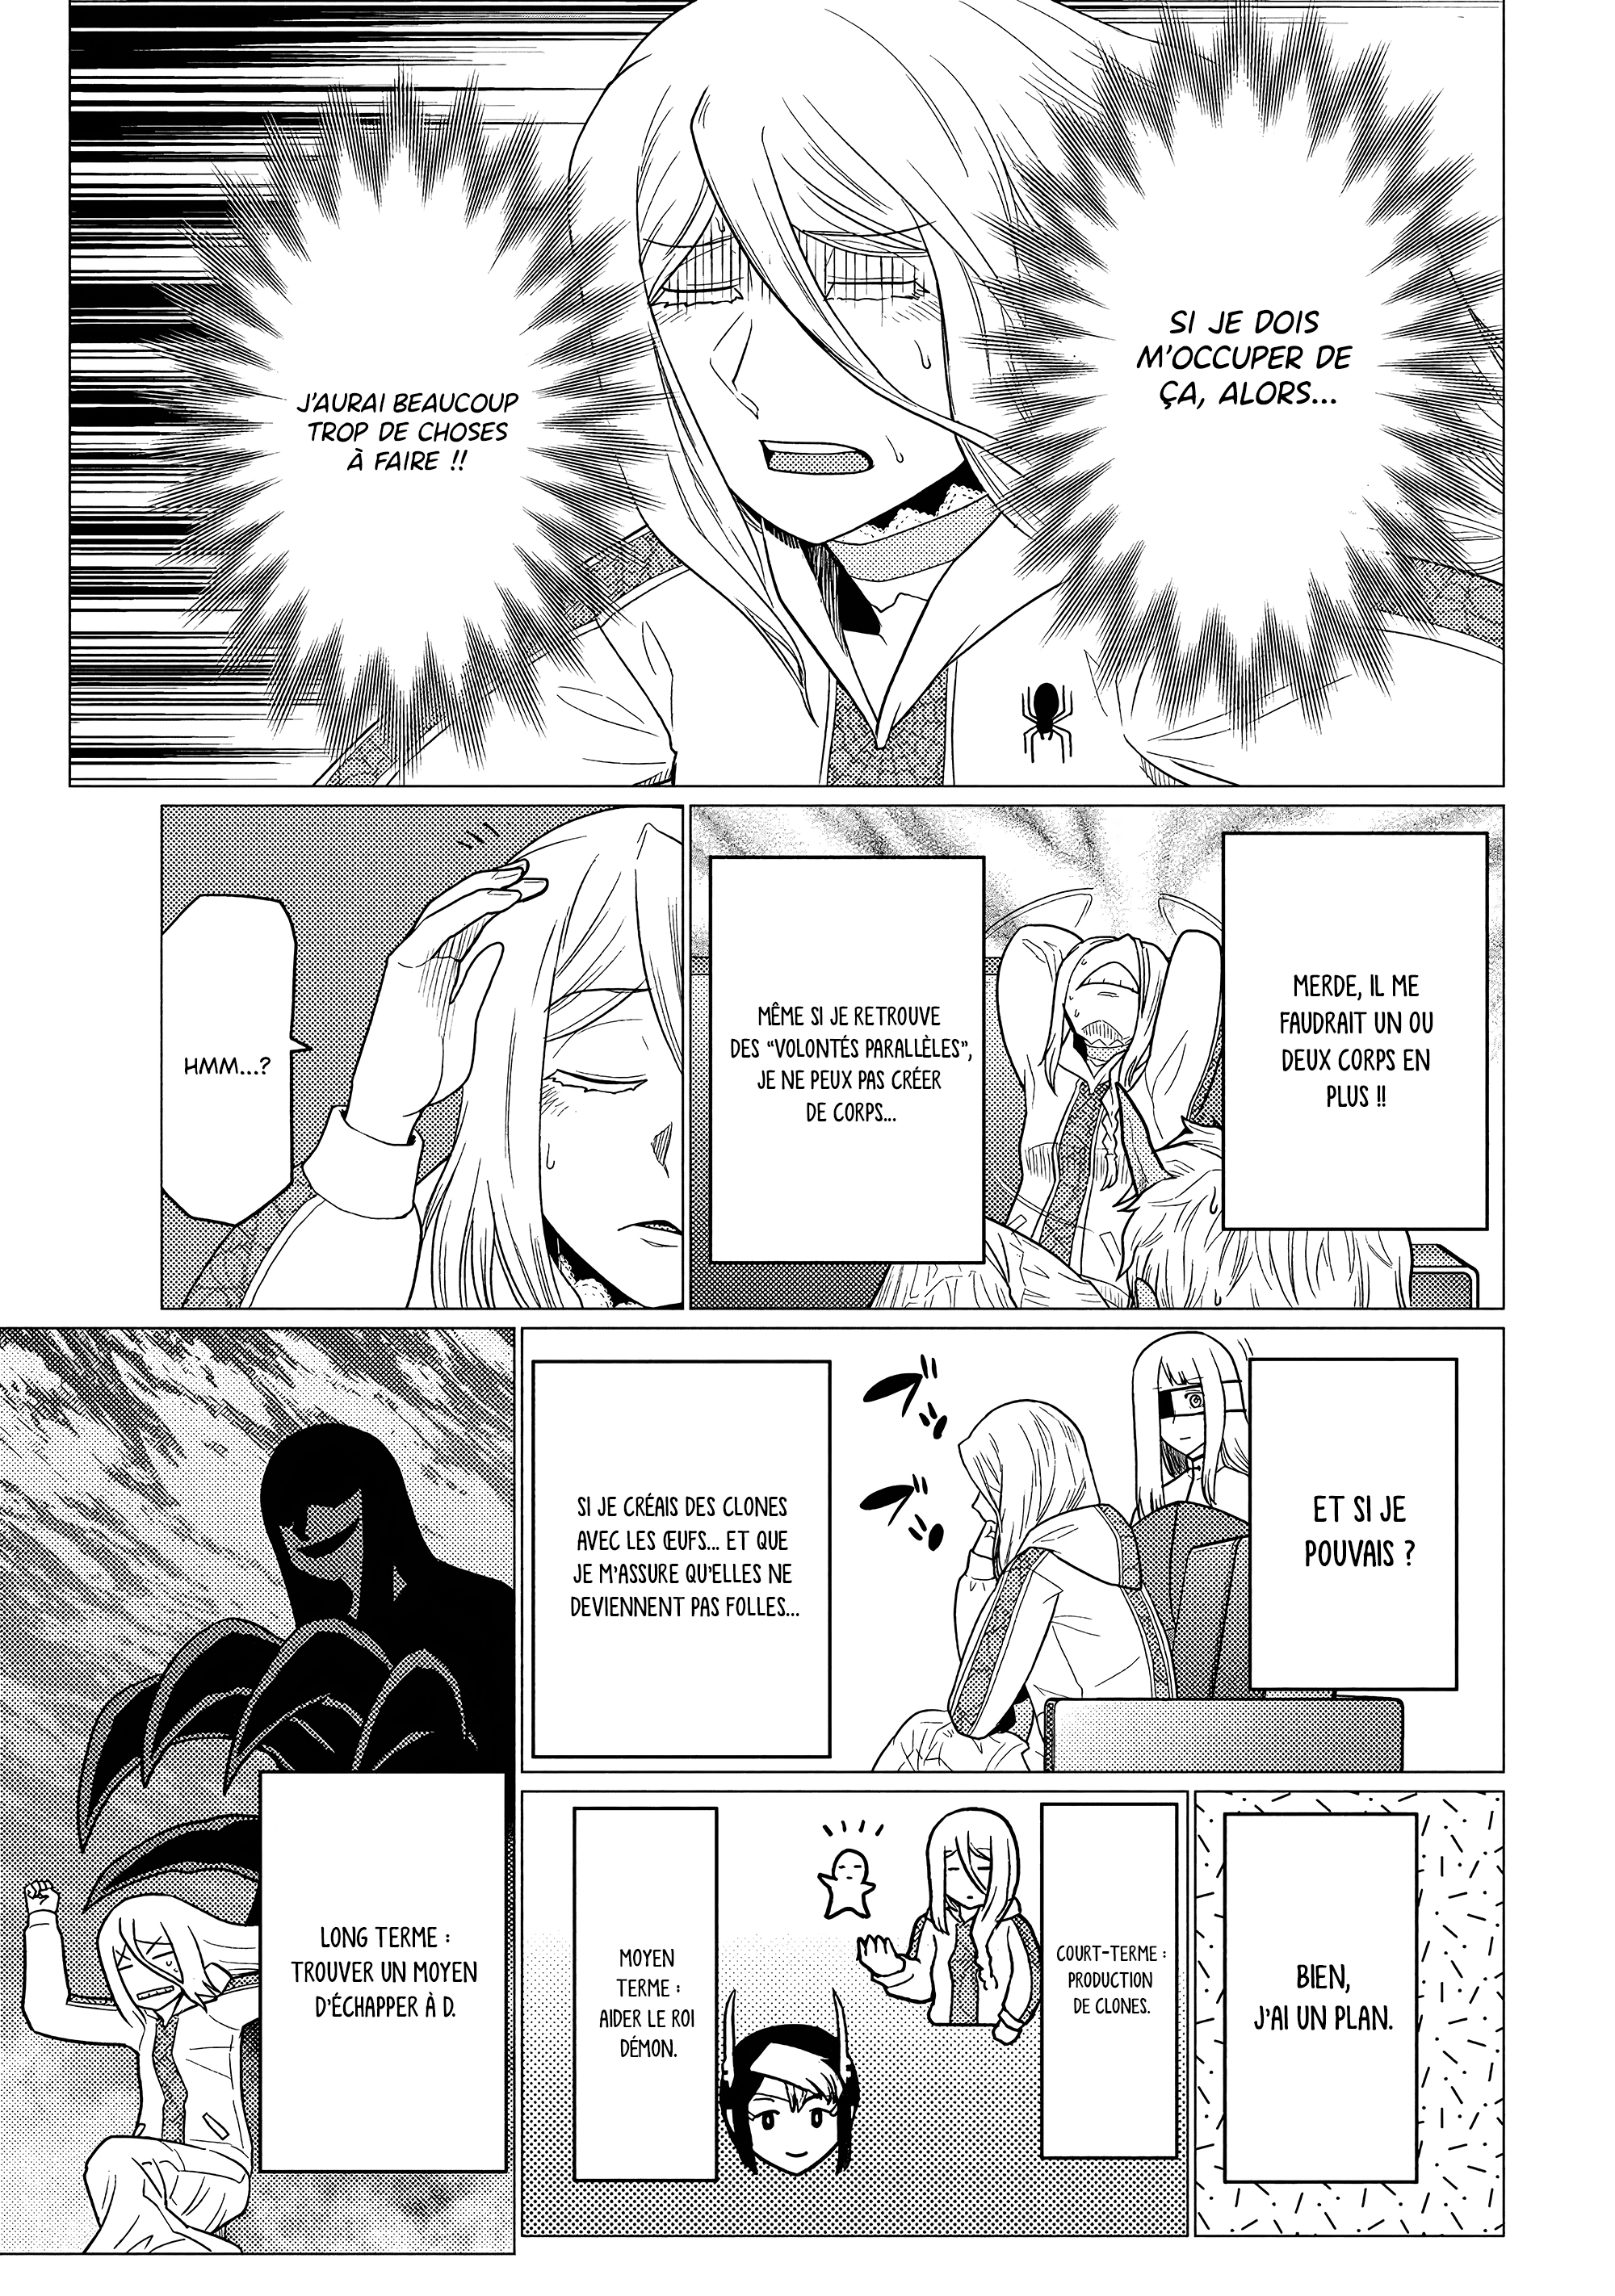 SI JE DOIS
M'OCCUPER DE
ÇA, ALORS...
J'AURAI BEAUCOUP
TROP DE CHOSES
À FAIRE !!
MERDE, IL ME
FAUDRAIT UN OU
DEUX CORPS EN
PLUS !!
MÊME SI JE RETROUVE
DES “VOLONTÉS PARALLÈLES”,
JE NE PEUX PAS CRÉER
DE CORPS...
HMM...?
ET SI JE
POUVAIS ?
SI JE CRÉAIS DES CLONES
AVEC LES ŒUFS... ET QUE
JE M'ASSURE QU'ELLES NE
DEVIENNENT PAS FOLLES...
BIEN,
J'AI UN PLAN.
COURT-TERME :
PRODUCTION
DE CLONES.
MOYEN
TERME :
AIDER LE ROI
DÉMON.
LONG TERME :
TROUVER UN MOYEN
D'ÉCHAPPER À D.